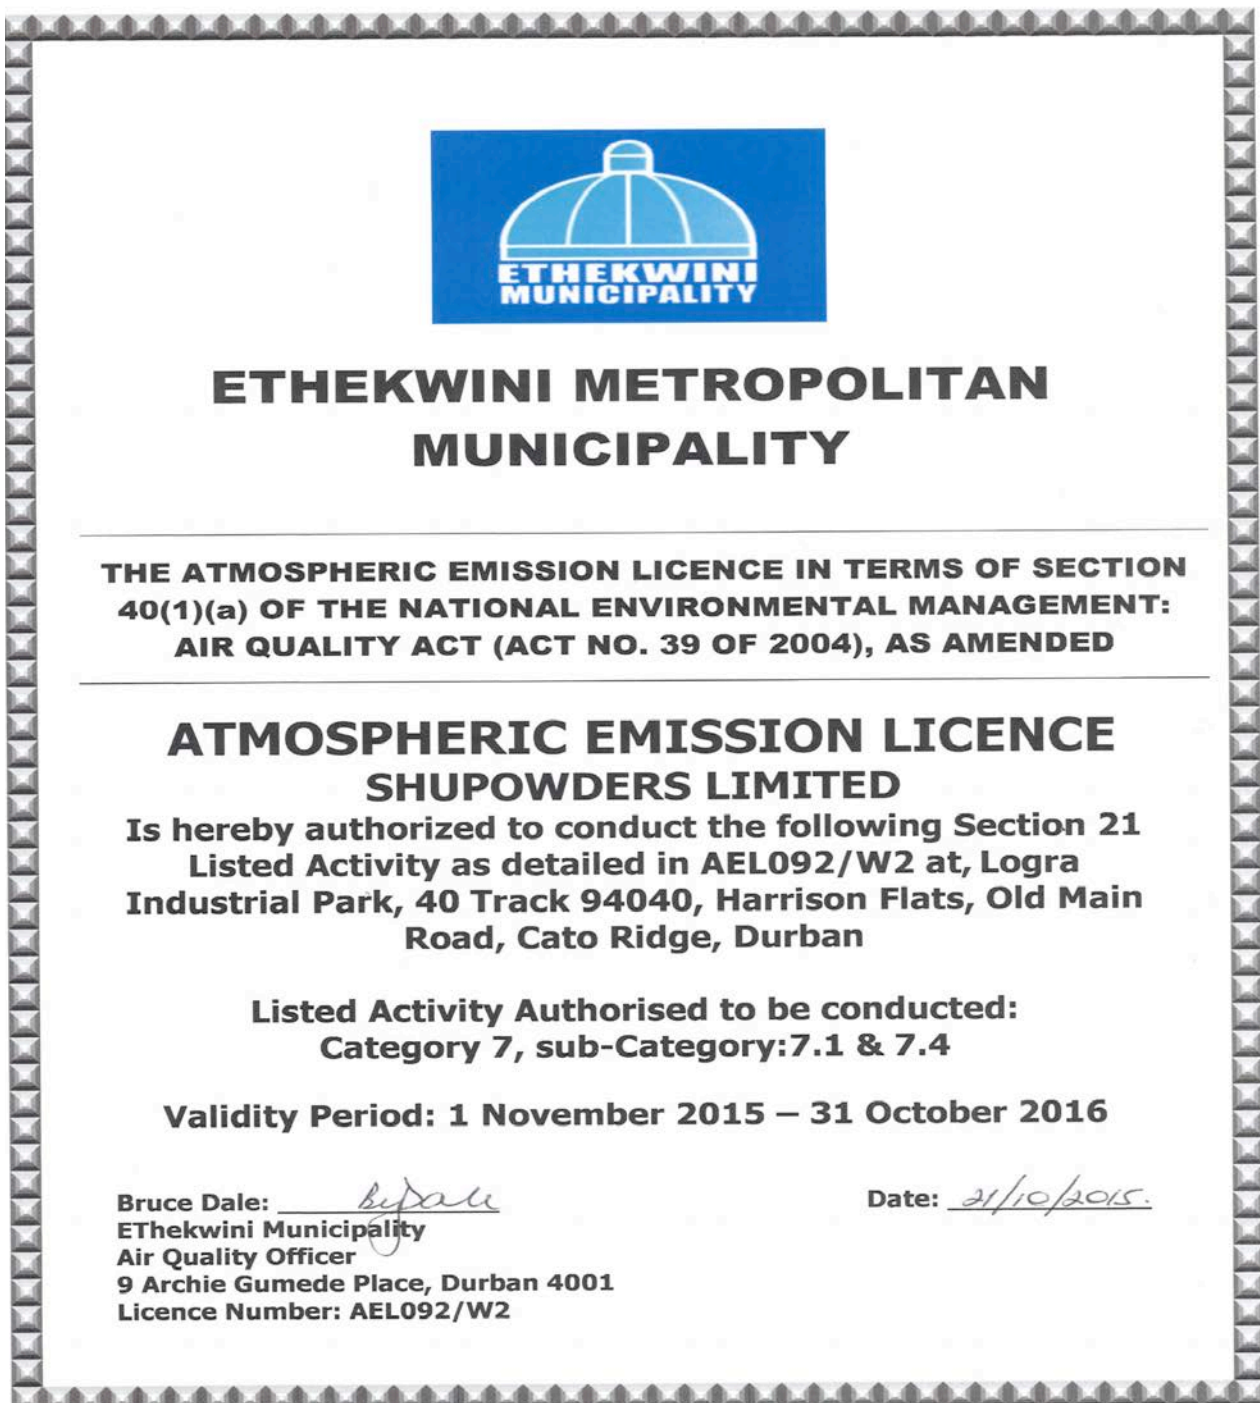 ETHEKWINI
MUNICIPALITY
ETHEKWINI METROPOLITAN
MUNICIPALITY
THE ATMOSPHERIC EMISSION LICENCE IN TERMS OF SECTION
40(1)(a) OF THE NATIONAL ENVIRONMENTAL MANAGEMENT:
AIR QUALITY ACT (ACT NO. 39 OF 2004), AS AMENDED
ATMOSPHERIC EMISSION LICENCE
SHUPOWDERS LIMITED
Is hereby authorized to conduct the following Section 21
Listed Activity as detailed in AEL092/W2 at, Logra
Industrial Park, 40 Track 94040, Harrison Flats, Old Main
Road, Cato Ridge, Durban
Listed Activity Authorised to be conducted:
Category 7, sub-Category:7.1 & 7.4
Validity Period: 1 November 2015 – 31 October 2016
Bruce Dale: Date: 21/10/2015.
EThekwini Municipality
Air Quality Officer
9 Archie Gumede Place, Durban 4001
Licence Number: AEL092/W2